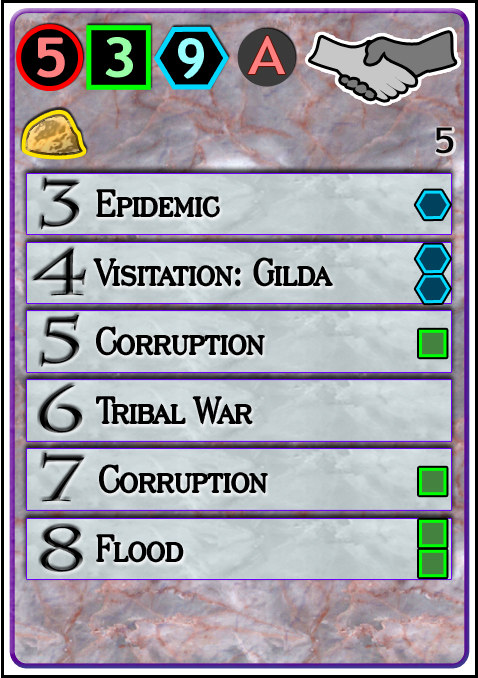 5 3 9 A
5
3 Epidemic
4 Visitation: Gilda
5 Corruption
6 Tribal War
7 Corruption
8 Flood